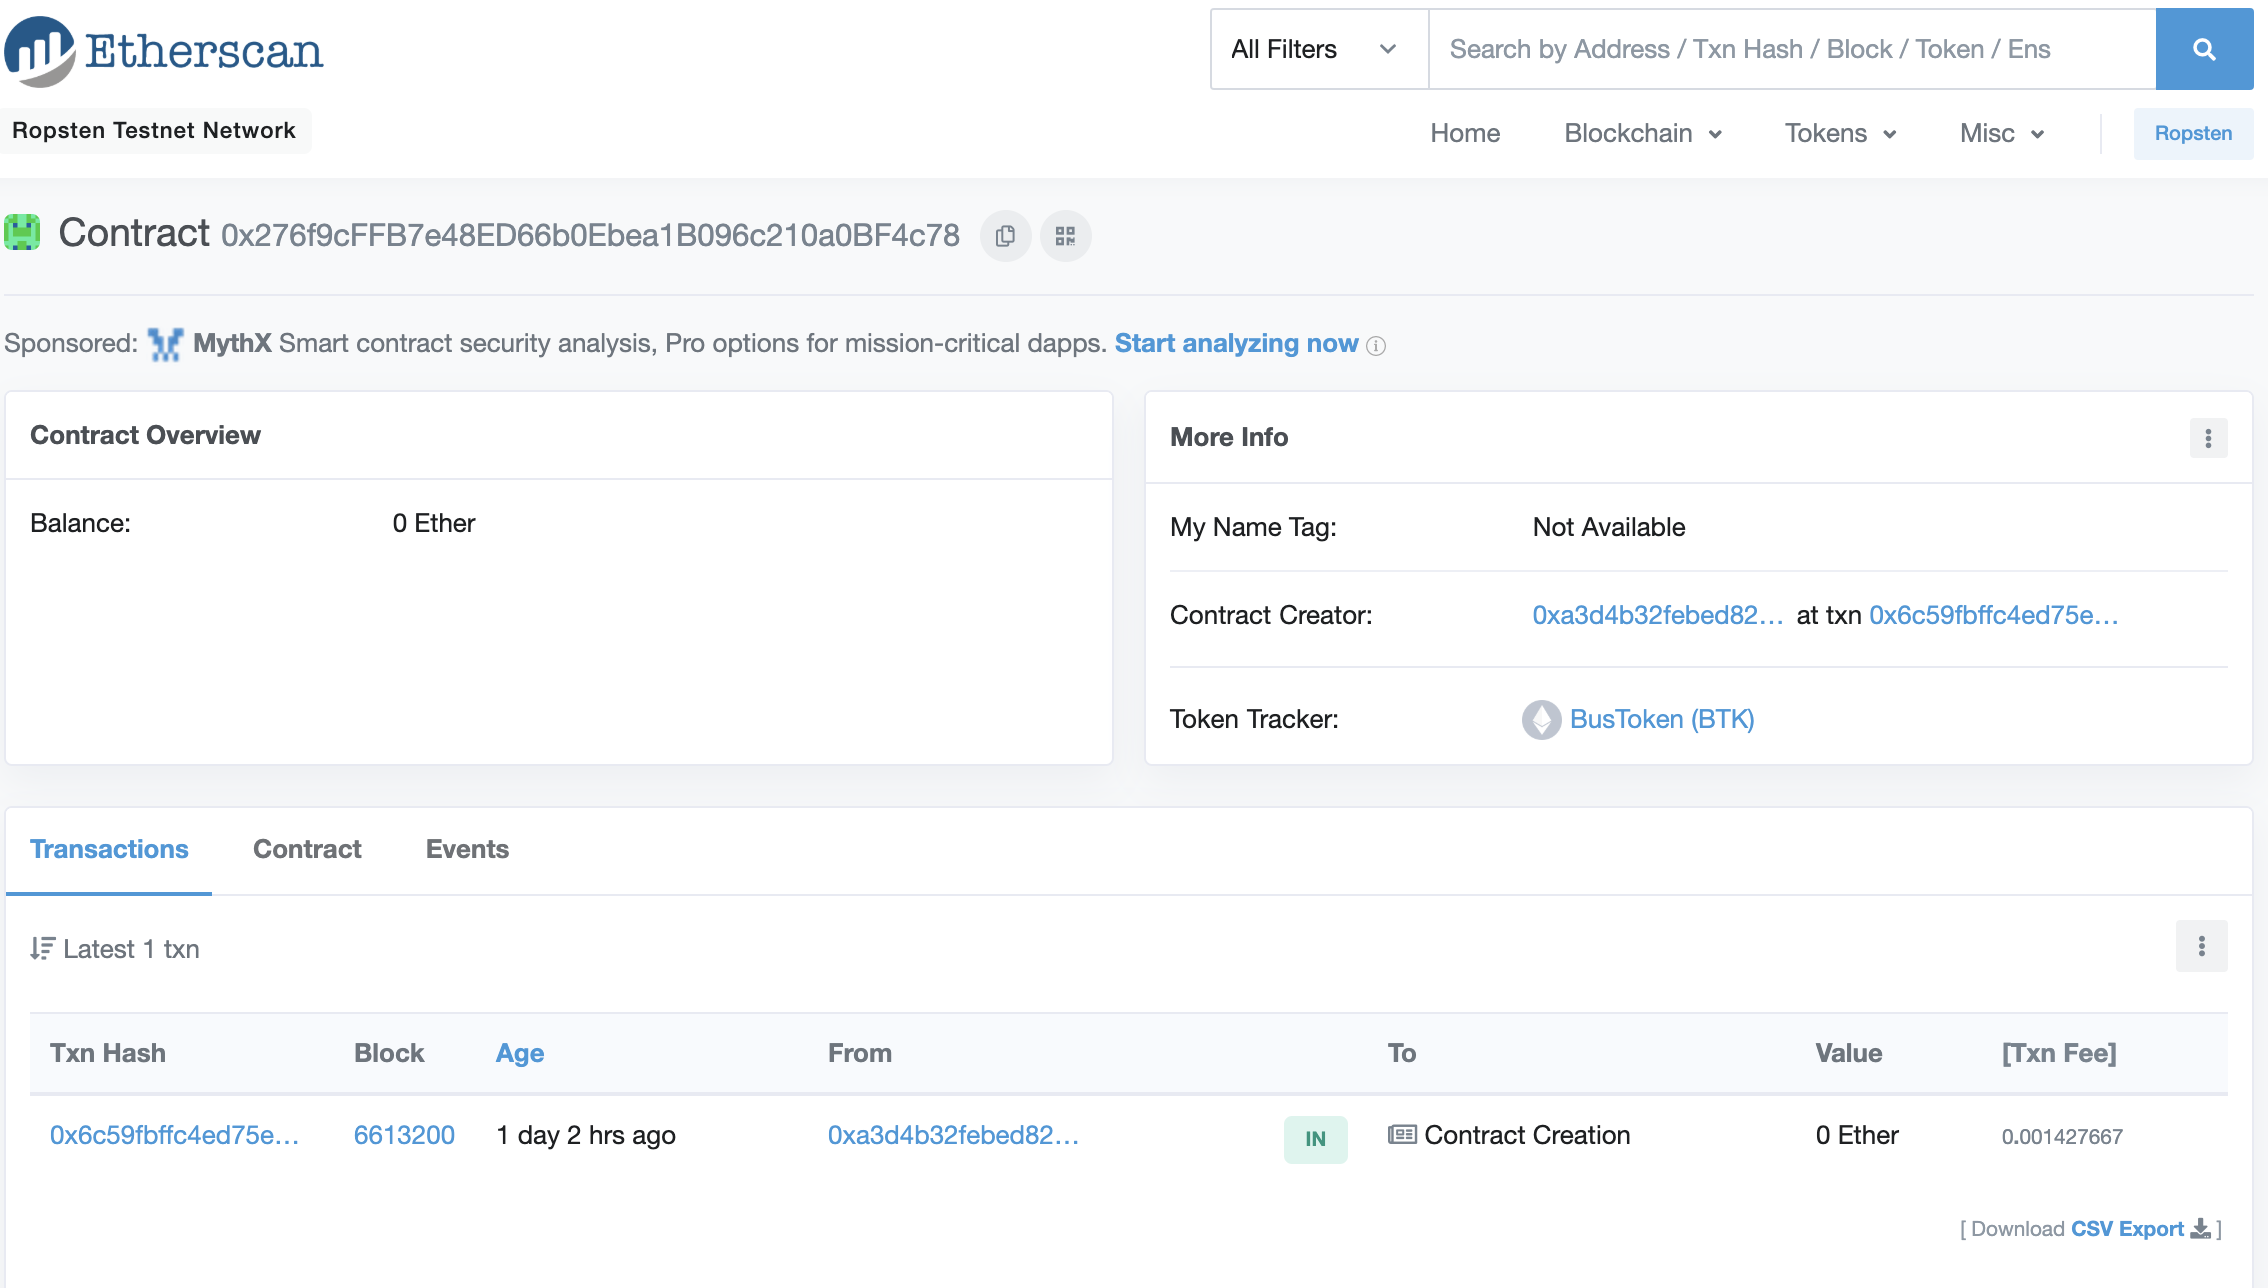 Etherscan
All Filters
Search by Address / Txn Hash / Block / Token / Ens
Ropsten Testnet Network
Home Blockchain Tokens Misc Ropsten
Contract 0x276f9cFFB7e48ED66b0Ebea1B096c210a0BF4c78
Sponsored: MythX Smart contract security analysis, Pro options for mission-critical dapps. Start analyzing now
Contract Overview
Balance: 0 Ether
More Info
My Name Tag: Not Available
Contract Creator: 0xa3d4b32febed82... at txn 0x6c59fbffc4ed75e...
Token Tracker: BusToken (BTK)
Transactions Contract Events
Latest 1 txn
Txn Hash Block Age From To Value [Txn Fee]
0x6c59fbffc4ed75e... 6613200 1 day 2 hrs ago 0xa3d4b32febed82... IN Contract Creation 0 Ether 0.001427667
[ Download CSV Export ]